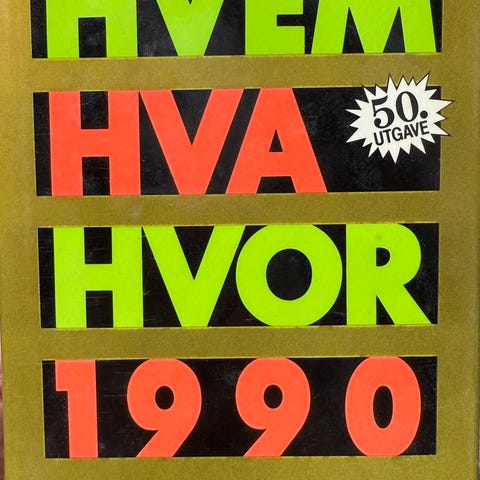 HVEM
HVA
50.
UTGAVE
HVOR
1990